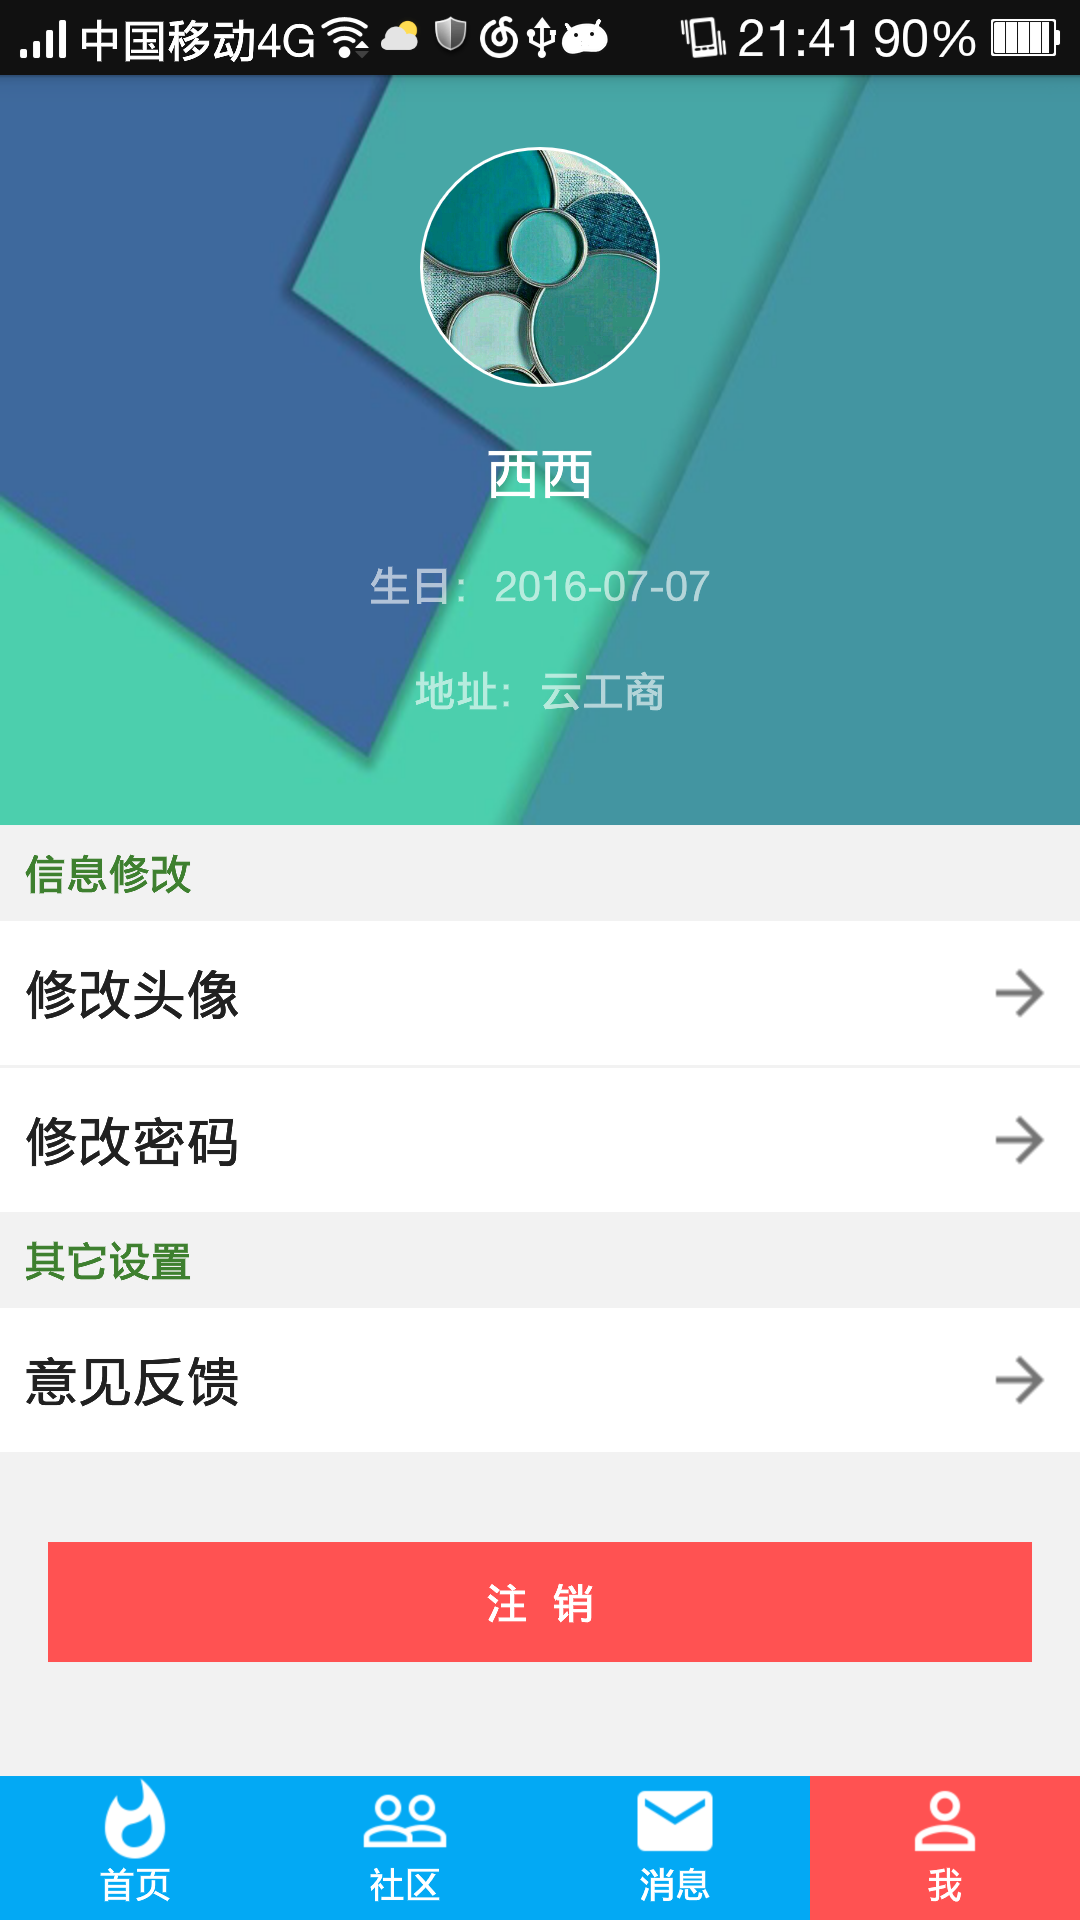 中国移动4G 21:41 90%
西西
生日：2016-07-07
地址：云工商
信息修改
修改头像
修改密码
其它设置
意见反馈
注 销
首页 社区 消息 我